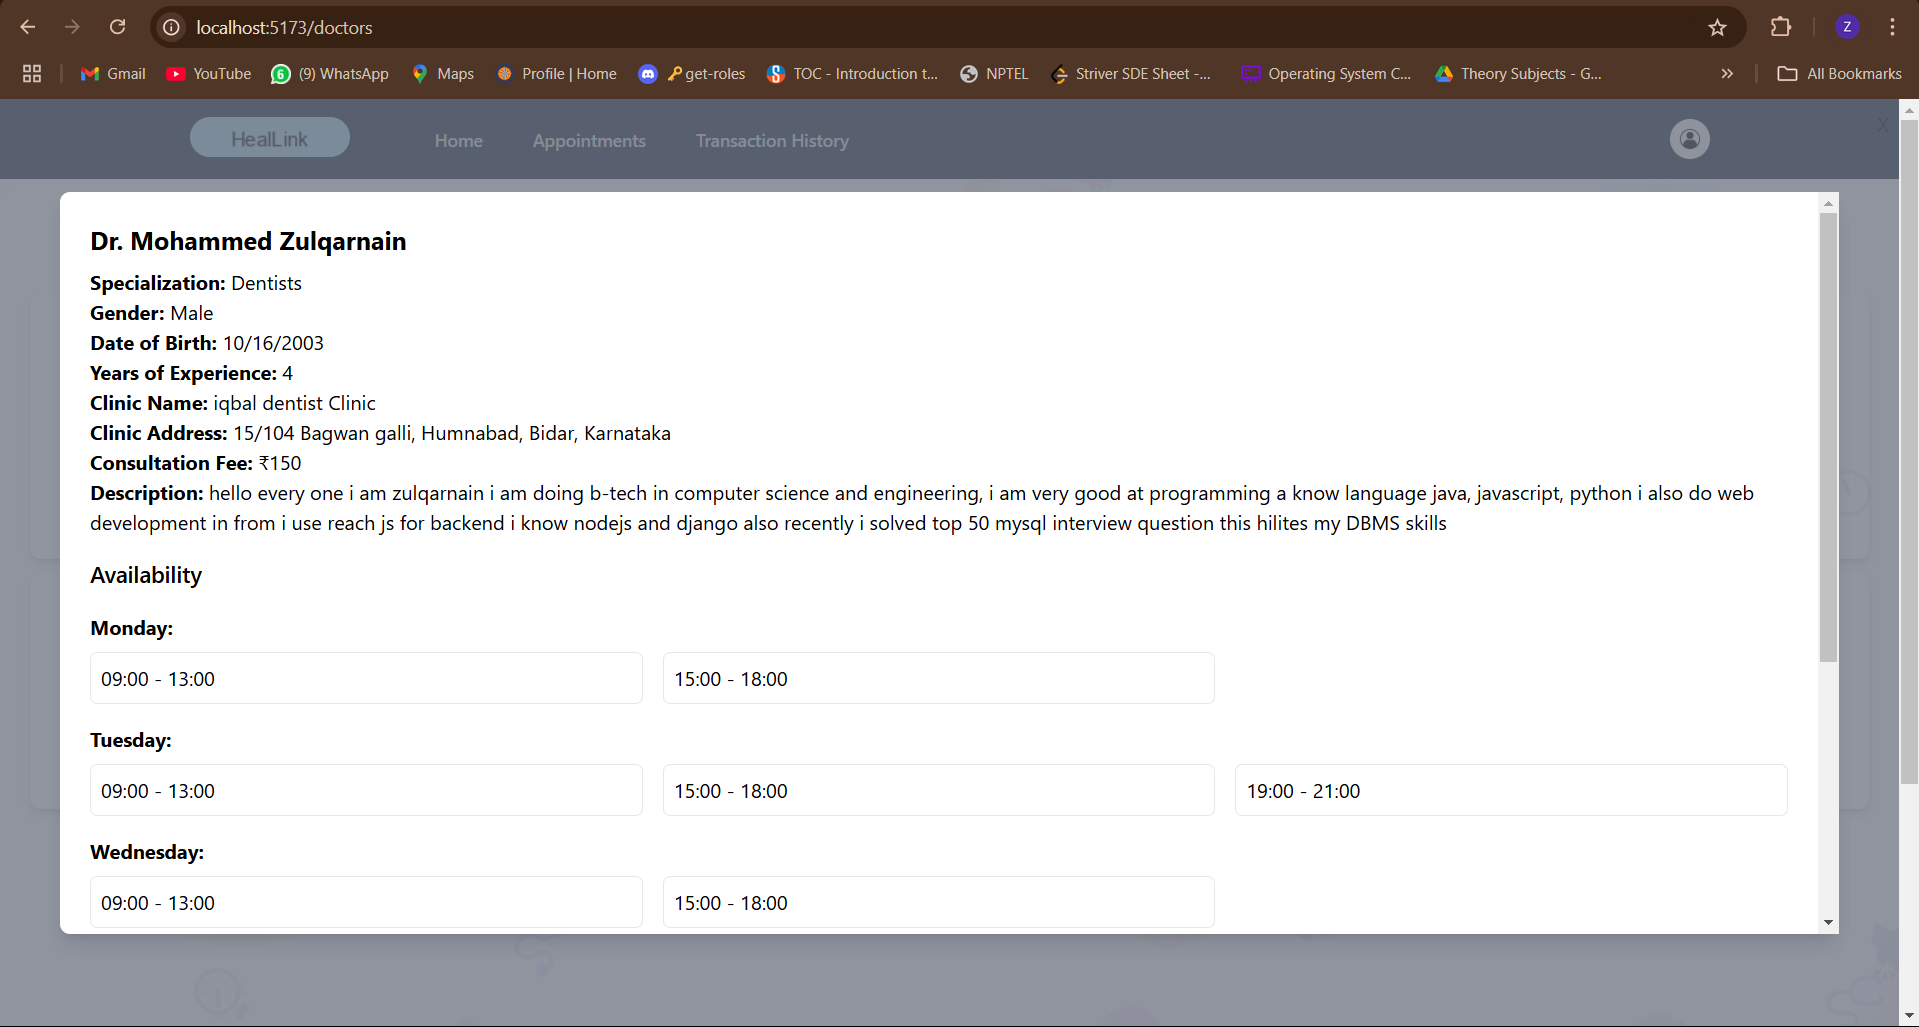 localhost:5173/doctors
Z
Gmail YouTube (9) WhatsApp Maps Profile | Home get-roles TOC - Introduction t... NPTEL Striver SDE Sheet -... Operating System C... Theory Subjects - G... » All Bookmarks
HealLink Home Appointments Transaction History X
Dr. Mohammed Zulqarnain
Specialization: Dentists
Gender: Male
Date of Birth: 10/16/2003
Years of Experience: 4
Clinic Name: iqbal dentist Clinic
Clinic Address: 15/104 Bagwan galli, Humnabad, Bidar, Karnataka
Consultation Fee: ₹150
Description: hello every one i am zulqarnain i am doing b-tech in computer science and engineering, i am very good at programming a know language java, javascript, python i also do web
development in from i use reach js for backend i know nodejs and django also recently i solved top 50 mysql interview question this hilites my DBMS skills
Availability
Monday:
09:00 - 13:00 15:00 - 18:00
Tuesday:
09:00 - 13:00 15:00 - 18:00 19:00 - 21:00
Wednesday:
09:00 - 13:00 15:00 - 18:00